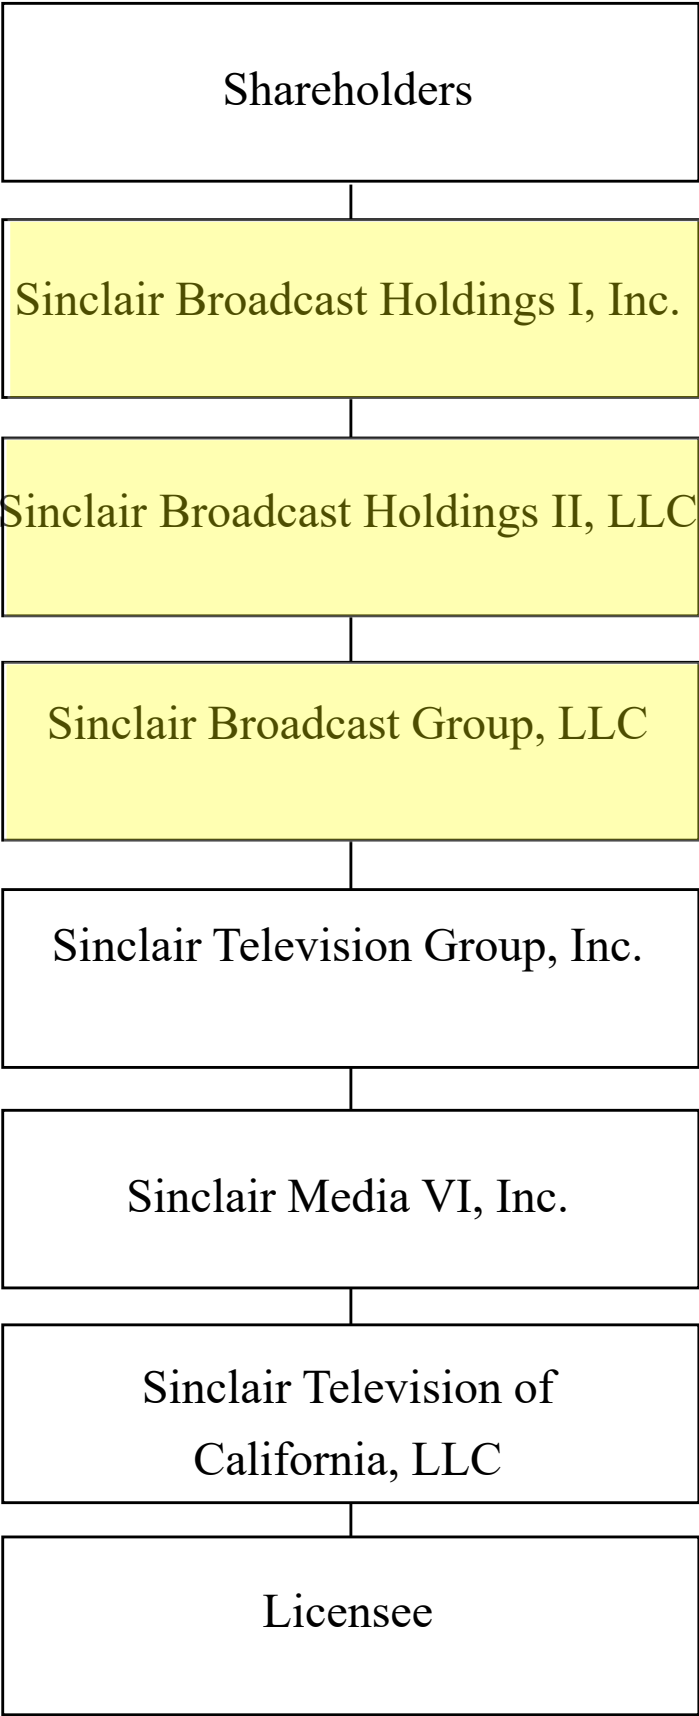 Shareholders
Sinclair Broadcast Holdings I, Inc.
Sinclair Broadcast Holdings II, LLC
Sinclair Broadcast Group, LLC
Sinclair Television Group, Inc.
Sinclair Media VI, Inc.
Sinclair Television of
California, LLC
Licensee